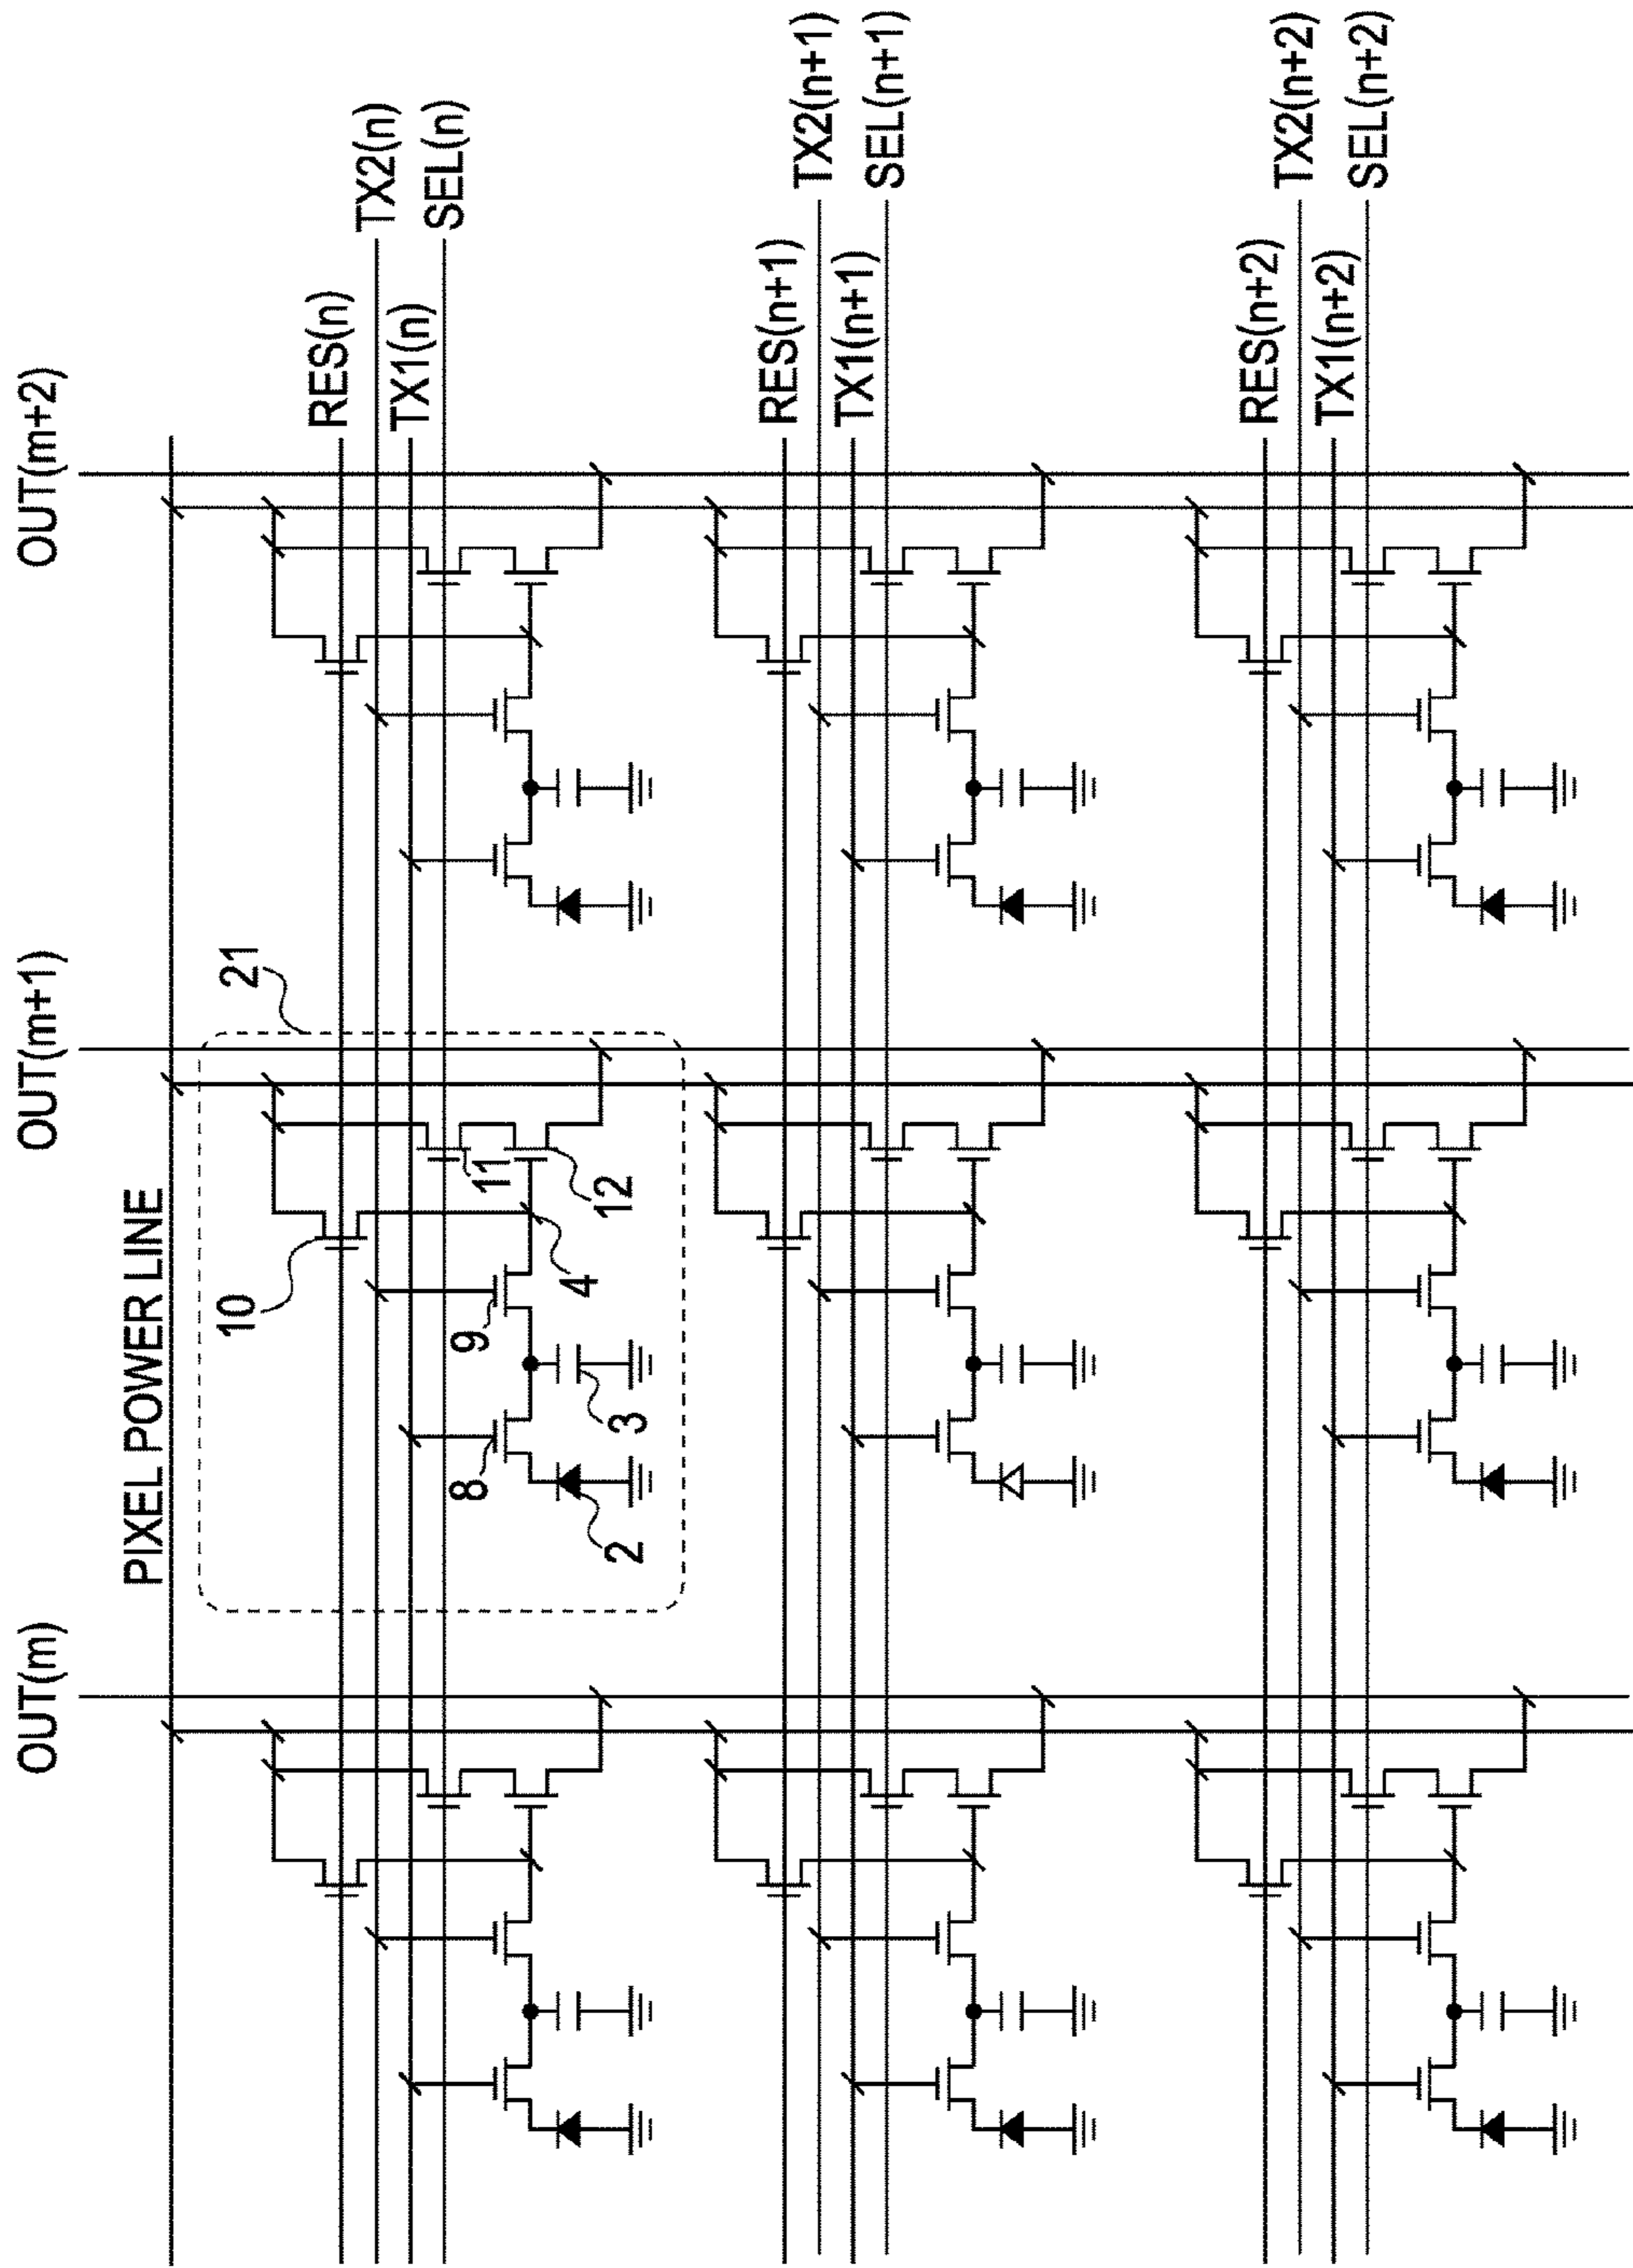 OUT(m)
OUT(m+1)
OUT(m+2)
PIXEL POWER LINE
21
10
11
12
9
4
8
3
2
RES(n)
TX2(n)
TX1(n)
SEL(n)
RES(n+1)
TX2(n+1)
TX1(n+1)
SEL(n+1)
RES(n+2)
TX2(n+2)
TX1(n+2)
SEL(n+2)